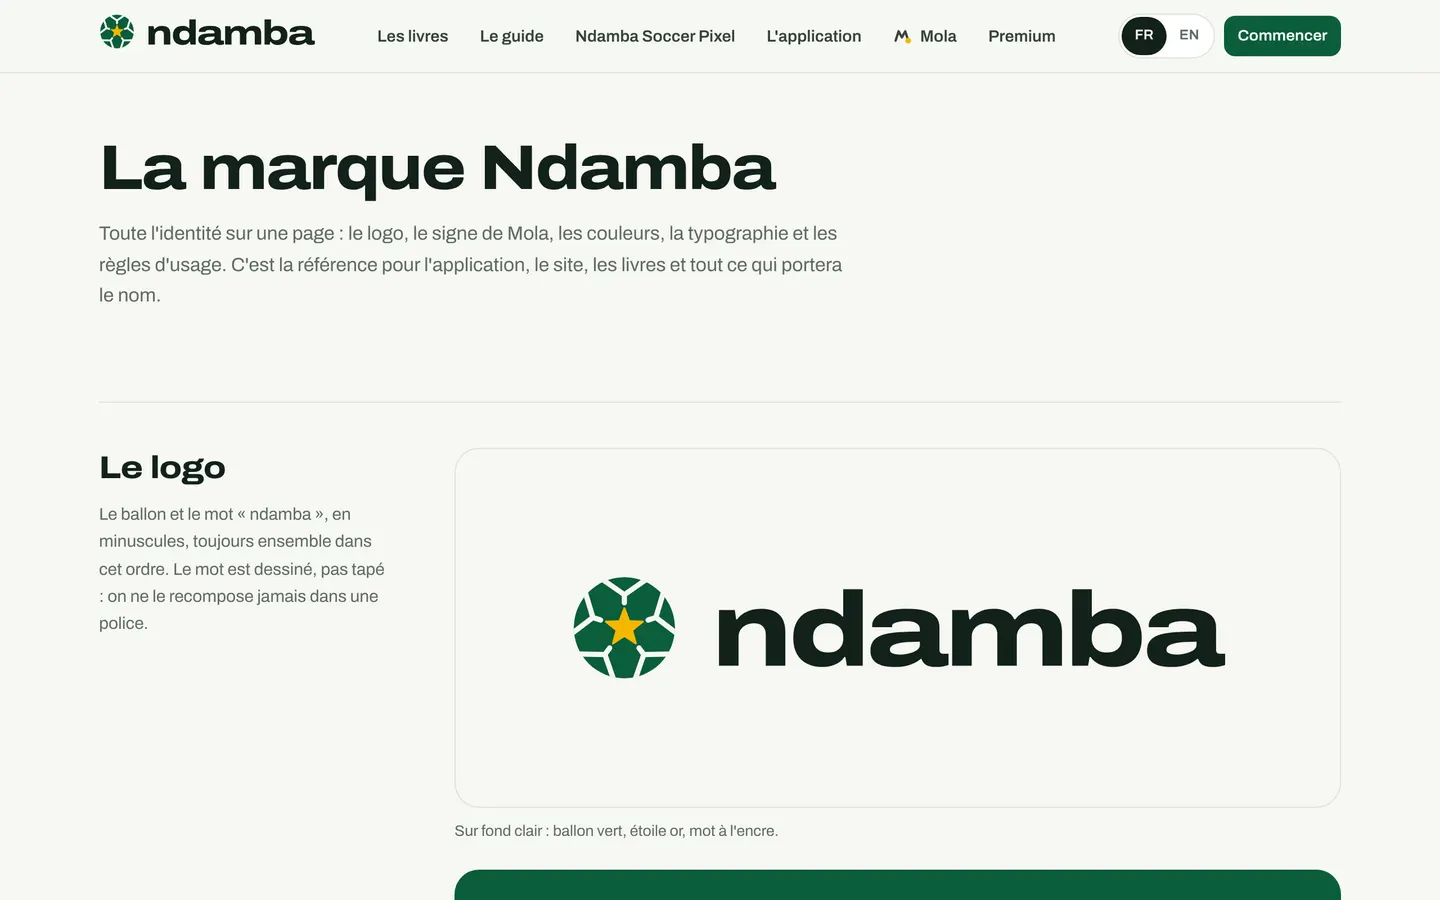 ndamba
Les livres
Le guide
Ndamba Soccer Pixel
L'application
Mola
Premium
FR
EN
Commencer
La marque Ndamba
Toute l'identité sur une page : le logo, le signe de Mola, les couleurs, la typographie et les
règles d'usage. C'est la référence pour l'application, le site, les livres et tout ce qui portera
le nom.
Le logo
Le ballon et le mot « ndamba », en
minuscules, toujours ensemble dans
cet ordre. Le mot est dessiné, pas tapé
: on ne le recompose jamais dans une
police.
ndamba
Sur fond clair : ballon vert, étoile or, mot à l'encre.